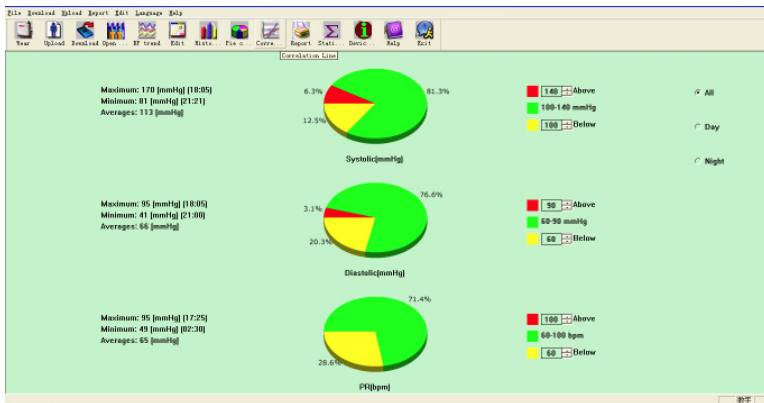 File Download Upload Report Edit Language Help
Wear Upload Download Open... BP trend Edit Histo... Pie c... Corre... Report Stati... Devic... Help Exit
Correlation Line
Maximum: 170 [mmHg] (18:05)
Minimum: 81 [mmHg] (21:21)
Averages: 113 [mmHg]
6.3%
81.3%
12.5%
Systolic(mmHg)
140 Above
100-140 mmHg
100 Below
All
Day
Night
Maximum: 95 [mmHg] (18:05)
Minimum: 41 [mmHg] (21:00)
Averages: 66 [mmHg]
76.6%
3.1%
20.3%
Diastolic(mmHg)
90 Above
60-90 mmHg
60 Below
Maximum: 95 [mmHg] (17:25)
Minimum: 49 [mmHg] (02:30)
Averages: 65 [mmHg]
71.4%
28.6%
PR(bpm)
100 Above
60-100 bpm
60 Below
数字